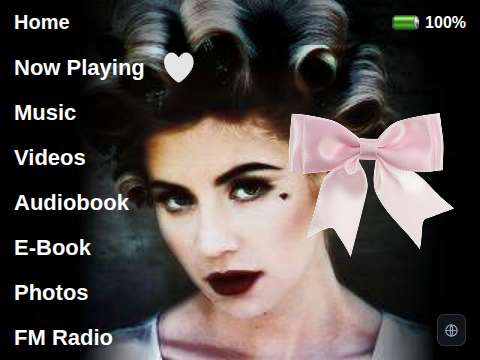 Home
100%
Now Playing
Music
Videos
Audiobook
E-Book
Photos
FM Radio